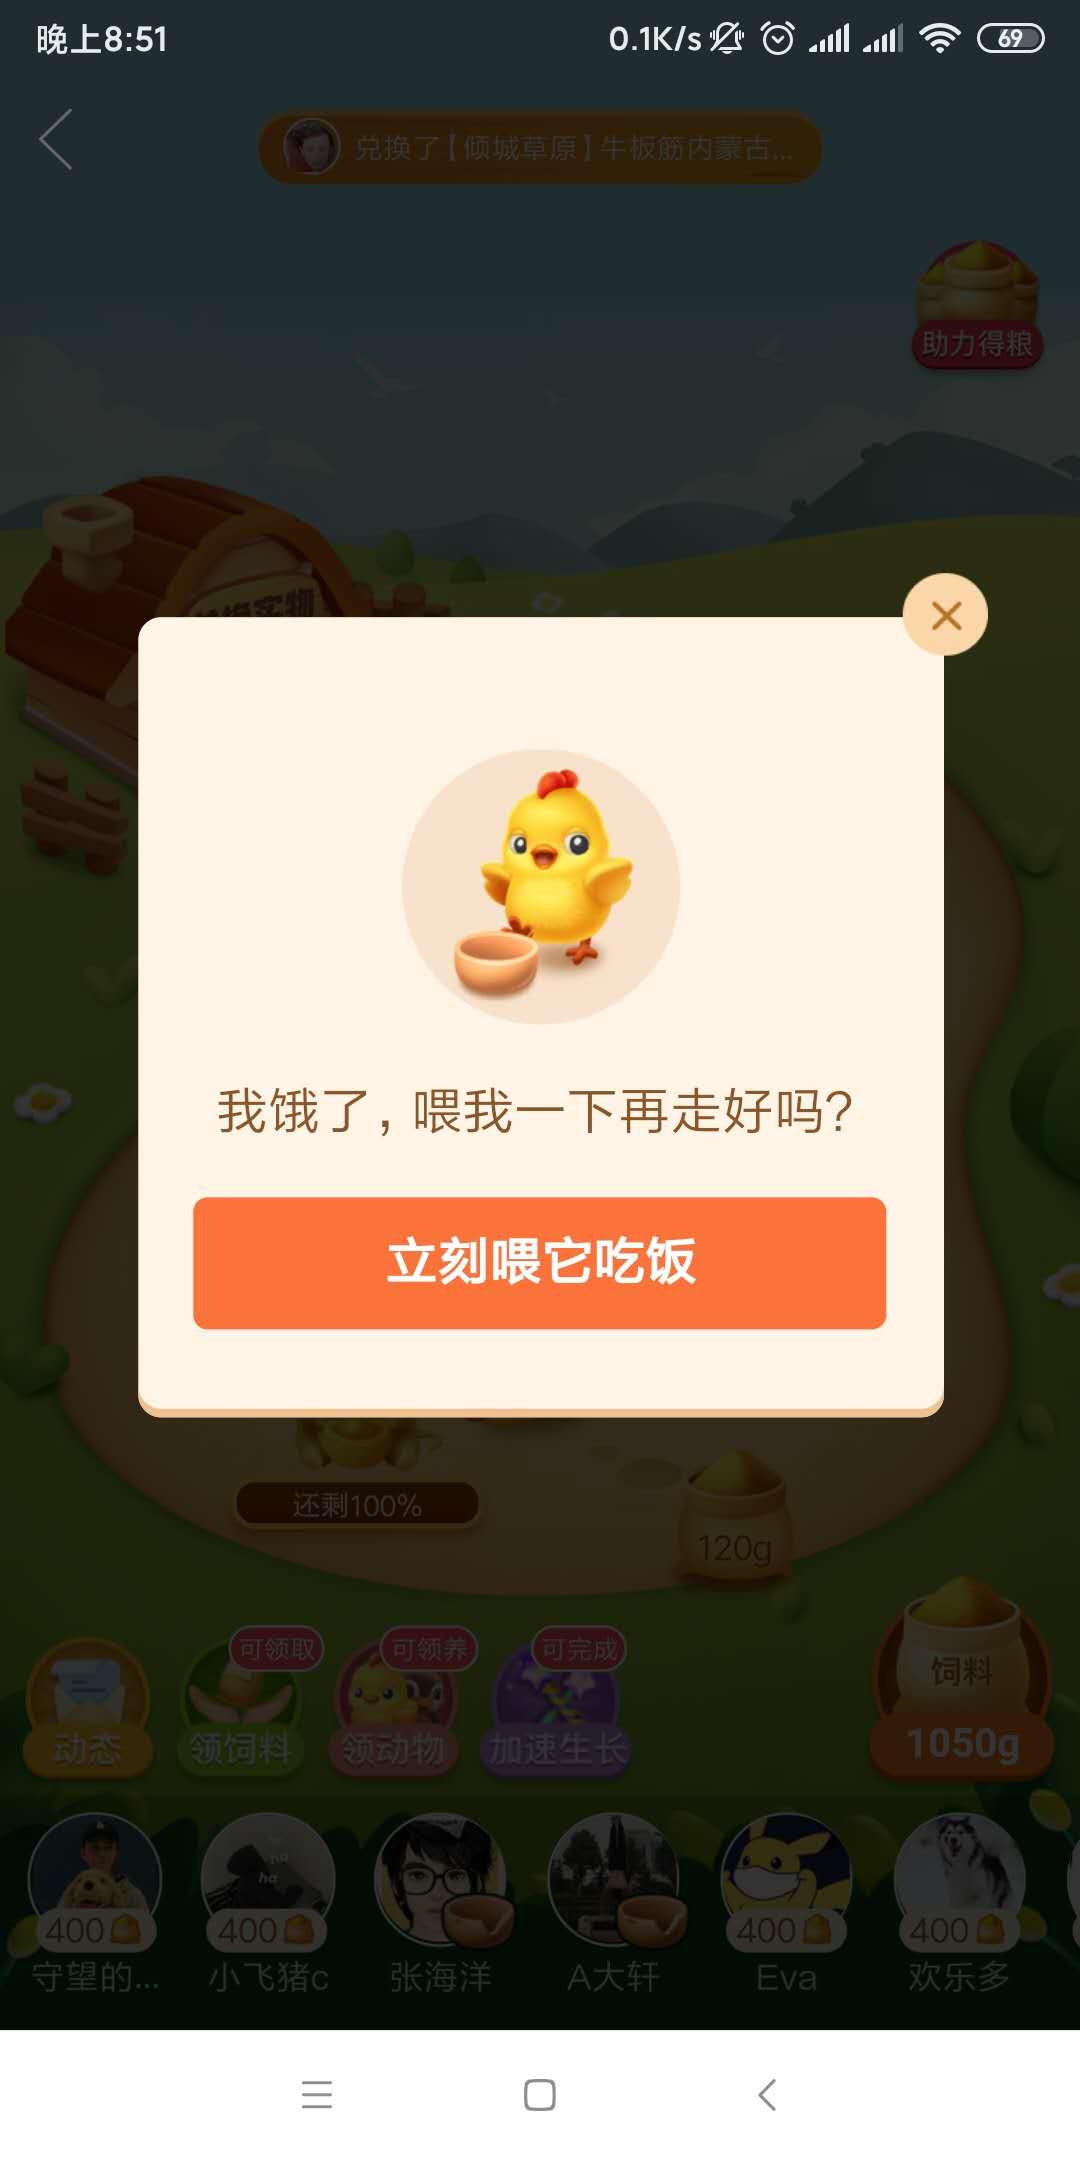 晚上8:51
0.1K/s
69
兑换了【倾城草原】牛板筋内蒙古...
助力得粮
我饿了，喂我一下再走好吗?
立刻喂它吃饭
还剩100%
120g
可领取
可领养
可完成
饲料
动态
领饲料
领动物
加速生长
1050g
ha
ha
400
400
400
400
守望的...
小飞猪c
张海洋
A大轩
Eva
欢乐多